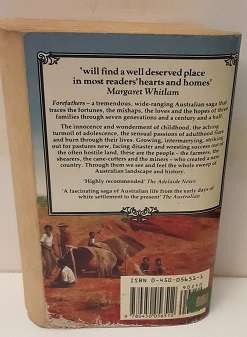 'will find a well deserved place
in most readers' hearts and homes'
Margaret Whitlam
Forefathers – a tremendous, wide-ranging Australian saga that
traces the fortunes, the mishaps, the loves and the hopes of three
families through seven generations and a century and a half.
The innocence and wonderment of childhood, the aching
turmoil of adolescence, the sensual passions of adulthood flare
and burn through their lives. Growing, intermarrying, striking
out for pastures new, facing disaster and wresting success out of
the often hostile land, these are the people – the farmers, the
shearers, the cane-cutters and the miners – who created a new
country. Through them we see and feel the whole sweep of
Australian landscape and history.
'Highly recommended' The Adelaide News
'A fascinating saga of Australian life from the early days of
white settlement to the present' The Australian
ISBN 0-450-05651-1